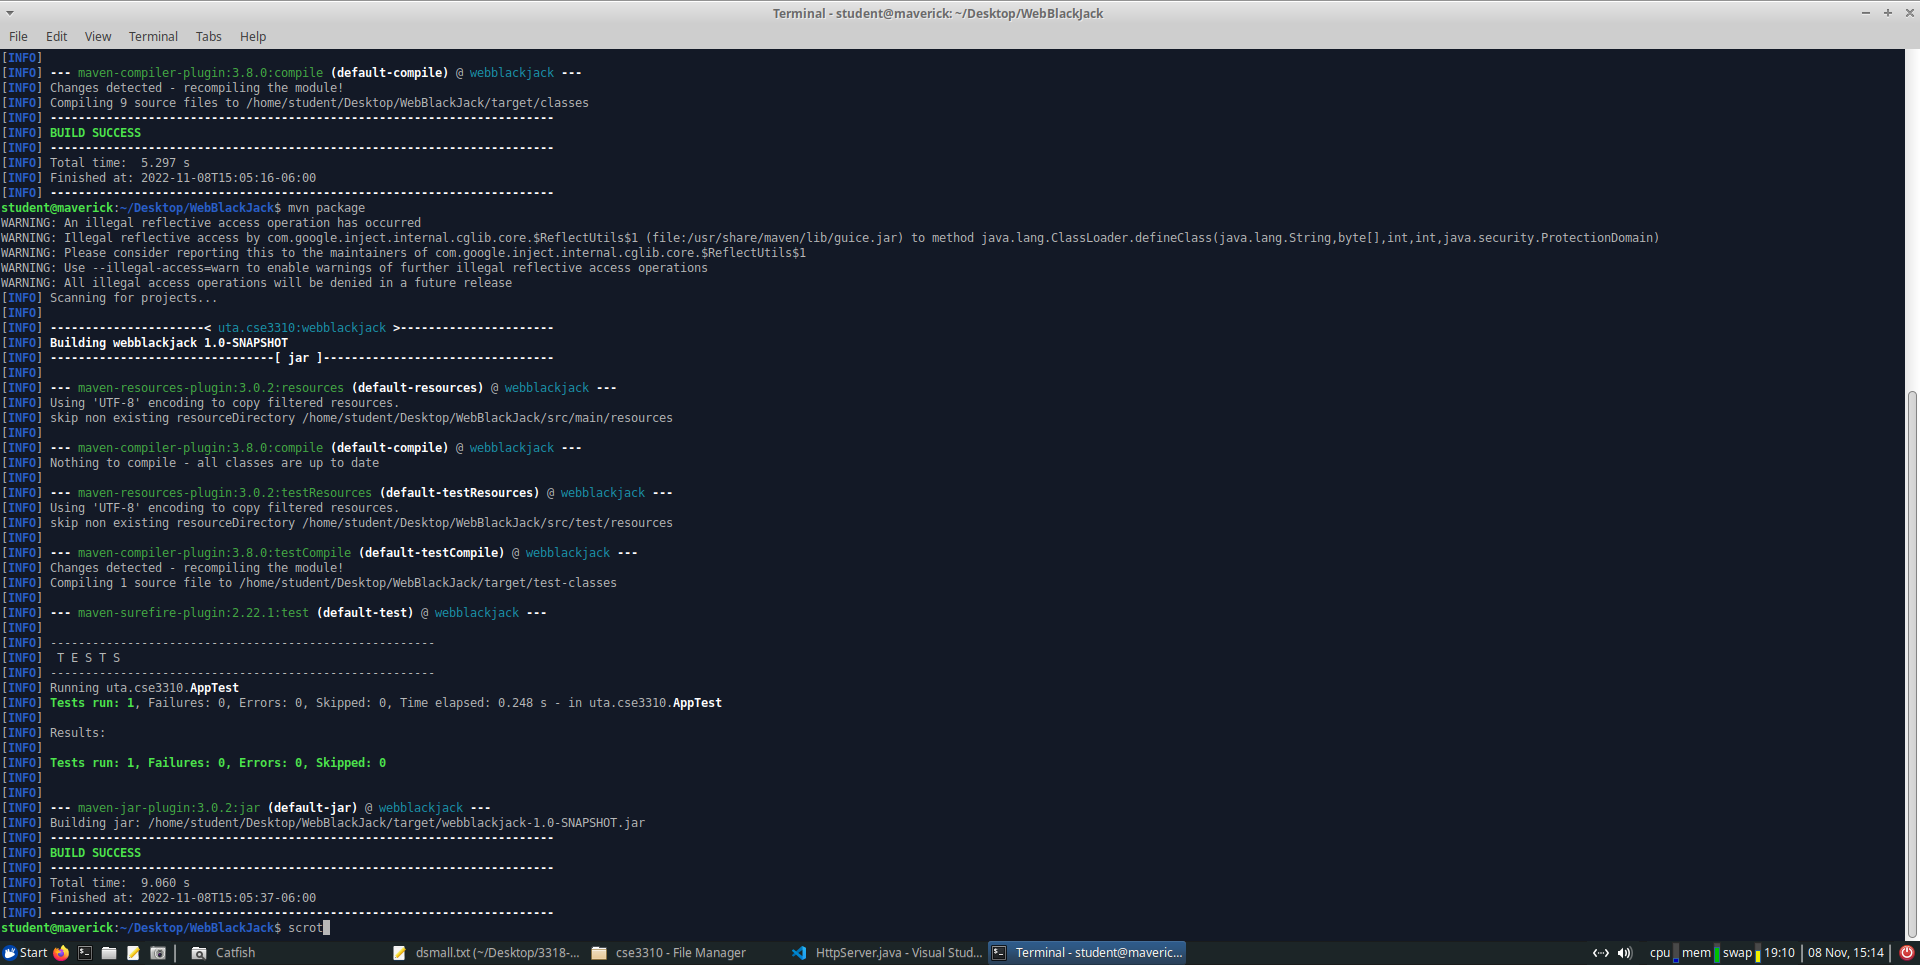 Terminal - student@maverick: ~/Desktop/WebBlackJack
File Edit View Terminal Tabs Help
[INFO]
[INFO] --- maven-compiler-plugin:3.8.0:compile (default-compile) @ webblackjack ---
[INFO] Changes detected - recompiling the module!
[INFO] Compiling 9 source files to /home/student/Desktop/WebBlackJack/target/classes
[INFO] ------------------------------------------------------------------------
[INFO] BUILD SUCCESS
[INFO] ------------------------------------------------------------------------
[INFO] Total time:  5.297 s
[INFO] Finished at: 2022-11-08T15:05:16-06:00
[INFO] ------------------------------------------------------------------------
student@maverick:~/Desktop/WebBlackJack$ mvn package
WARNING: An illegal reflective access operation has occurred
WARNING: Illegal reflective access by com.google.inject.internal.cglib.core.$ReflectUtils$1 (file:/usr/share/maven/lib/guice.jar) to method java.lang.ClassLoader.defineClass(java.lang.String,byte[],int,int,java.security.ProtectionDomain)
WARNING: Please consider reporting this to the maintainers of com.google.inject.internal.cglib.core.$ReflectUtils$1
WARNING: Use --illegal-access=warn to enable warnings of further illegal reflective access operations
WARNING: All illegal access operations will be denied in a future release
[INFO] Scanning for projects...
[INFO]
[INFO] ----------------------< uta.cse3310:webblackjack >----------------------
[INFO] Building webblackjack 1.0-SNAPSHOT
[INFO] --------------------------------[ jar ]---------------------------------
[INFO]
[INFO] --- maven-resources-plugin:3.0.2:resources (default-resources) @ webblackjack ---
[INFO] Using 'UTF-8' encoding to copy filtered resources.
[INFO] skip non existing resourceDirectory /home/student/Desktop/WebBlackJack/src/main/resources
[INFO]
[INFO] --- maven-compiler-plugin:3.8.0:compile (default-compile) @ webblackjack ---
[INFO] Nothing to compile - all classes are up to date
[INFO]
[INFO] --- maven-resources-plugin:3.0.2:testResources (default-testResources) @ webblackjack ---
[INFO] Using 'UTF-8' encoding to copy filtered resources.
[INFO] skip non existing resourceDirectory /home/student/Desktop/WebBlackJack/src/test/resources
[INFO]
[INFO] --- maven-compiler-plugin:3.8.0:testCompile (default-testCompile) @ webblackjack ---
[INFO] Changes detected - recompiling the module!
[INFO] Compiling 1 source file to /home/student/Desktop/WebBlackJack/target/test-classes
[INFO]
[INFO] --- maven-surefire-plugin:2.22.1:test (default-test) @ webblackjack ---
[INFO]
[INFO] -------------------------------------------------------
[INFO]  T E S T S
[INFO] -------------------------------------------------------
[INFO] Running uta.cse3310.AppTest
[INFO] Tests run: 1, Failures: 0, Errors: 0, Skipped: 0, Time elapsed: 0.248 s - in uta.cse3310.AppTest
[INFO]
[INFO] Results:
[INFO]
[INFO] Tests run: 1, Failures: 0, Errors: 0, Skipped: 0
[INFO]
[INFO]
[INFO] --- maven-jar-plugin:3.0.2:jar (default-jar) @ webblackjack ---
[INFO] Building jar: /home/student/Desktop/WebBlackJack/target/webblackjack-1.0-SNAPSHOT.jar
[INFO] ------------------------------------------------------------------------
[INFO] BUILD SUCCESS
[INFO] ------------------------------------------------------------------------
[INFO] Total time:  9.060 s
[INFO] Finished at: 2022-11-08T15:05:37-06:00
[INFO] ------------------------------------------------------------------------
student@maverick:~/Desktop/WebBlackJack$ scrot
Start Catfish dsmall.txt (~/Desktop/3318-... cse3310 - File Manager HttpServer.java - Visual Stud... Terminal - student@maveric... cpu mem swap 19:10 08 Nov, 15:14